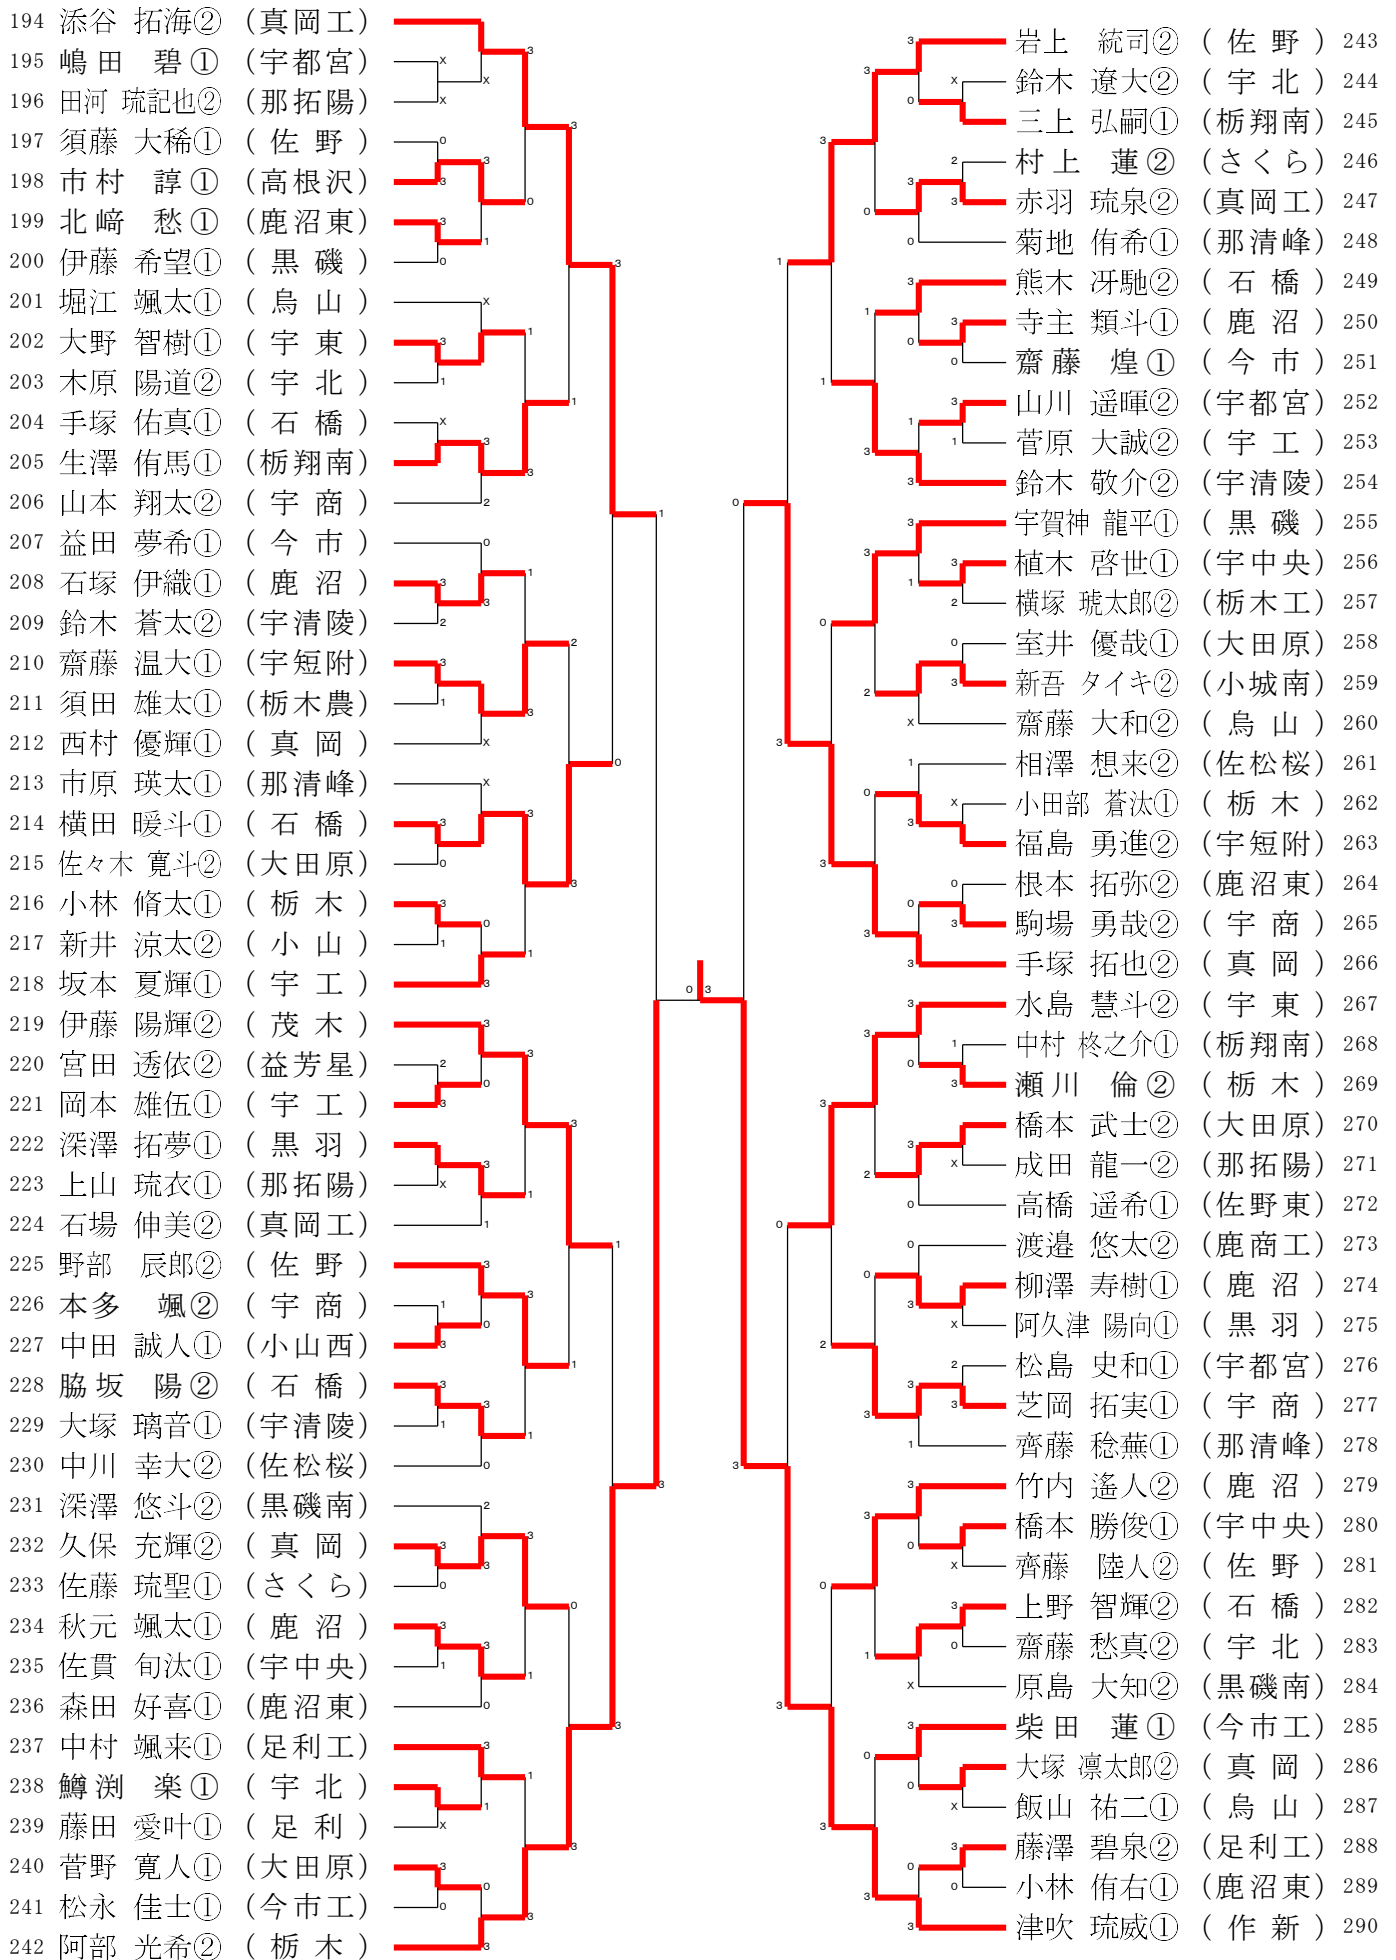 194 添谷 拓海② （真岡工）
195 嶋田 碧① （宇都宮）
196 田河 琉記也② （那拓陽）
197 須藤 大稀① （佐野）
198 市村 諄① （高根沢）
199 北﨑 愁① （鹿沼東）
200 伊藤 希望① （黒磯）
201 堀江 颯太① （烏山）
202 大野 智樹① （宇東）
203 木原 陽道② （宇北）
204 手塚 佑真① （石橋）
205 生澤 侑馬① （栃翔南）
206 山本 翔太② （宇商）
207 益田 夢希① （今市）
208 石塚 伊織① （鹿沼）
209 鈴木 蒼太② （宇清陵）
210 齋藤 温大① （宇短附）
211 須田 雄太① （栃木農）
212 西村 優輝① （真岡）
213 市原 瑛太① （那清峰）
214 横田 暖斗① （石橋）
215 佐々木 寛斗② （大田原）
216 小林 脩太① （栃木）
217 新井 涼太② （小山）
218 坂本 夏輝① （宇工）
219 伊藤 陽輝② （茂木）
220 宮田 透依② （益芳星）
221 岡本 雄伍① （宇工）
222 深澤 拓夢① （黒羽）
223 上山 琉衣① （那拓陽）
224 石場 伸美② （真岡工）
225 野部 辰郎② （佐野）
226 本多 颯② （宇商）
227 中田 誠人① （小山西）
228 脇坂 陽② （石橋）
229 大塚 璃音① （宇清陵）
230 中川 幸大② （佐松桜）
231 深澤 悠斗② （黒磯南）
232 久保 充輝② （真岡）
233 佐藤 琉聖① （さくら）
234 秋元 颯太① （鹿沼）
235 佐貫 旬汰① （宇中央）
236 森田 好喜① （鹿沼東）
237 中村 颯来① （足利工）
238 鱒渕 楽① （宇北）
239 藤田 愛叶① （足利）
240 菅野 寛人① （大田原）
241 松永 佳士① （今市工）
242 阿部 光希② （栃木）
岩上 統司② （佐野） 243
鈴木 遼大② （宇北） 244
三上 弘嗣① （栃翔南） 245
村上 蓮② （さくら） 246
赤羽 琉泉② （真岡工） 247
菊地 侑希① （那清峰） 248
熊木 冴馳② （石橋） 249
寺主 類斗① （鹿沼） 250
齋藤 煌① （今市） 251
山川 遥暉② （宇都宮） 252
菅原 大誠② （宇工） 253
鈴木 敬介② （宇清陵） 254
宇賀神 龍平① （黒磯） 255
植木 啓世① （宇中央） 256
横塚 琥太郎② （栃木工） 257
室井 優哉① （大田原） 258
新吾 タイキ② （小城南） 259
齋藤 大和② （烏山） 260
相澤 想来② （佐松桜） 261
小田部 蒼汰① （栃木） 262
福島 勇進② （宇短附） 263
根本 拓弥② （鹿沼東） 264
駒場 勇哉② （宇商） 265
手塚 拓也② （真岡） 266
水島 慧斗② （宇東） 267
中村 柊之介① （栃翔南） 268
瀬川 倫② （栃木） 269
橋本 武士② （大田原） 270
成田 龍一② （那拓陽） 271
高橋 遥希① （佐野東） 272
渡邉 悠太② （鹿商工） 273
柳澤 寿樹① （鹿沼） 274
阿久津 陽向① （黒羽） 275
松島 史和① （宇都宮） 276
芝岡 拓実① （宇商） 277
齊藤 稔蕪① （那清峰） 278
竹内 遙人② （鹿沼） 279
橋本 勝俊① （宇中央） 280
齊藤 陸人② （佐野） 281
上野 智輝② （石橋） 282
齋藤 愁真② （宇北） 283
原島 大知② （黒磯南） 284
柴田 蓮① （今市工） 285
大塚 凛太郎② （真岡） 286
飯山 祐二① （烏山） 287
藤澤 碧泉② （足利工） 288
小林 侑右① （鹿沼東） 289
津吹 琉威① （作新） 290